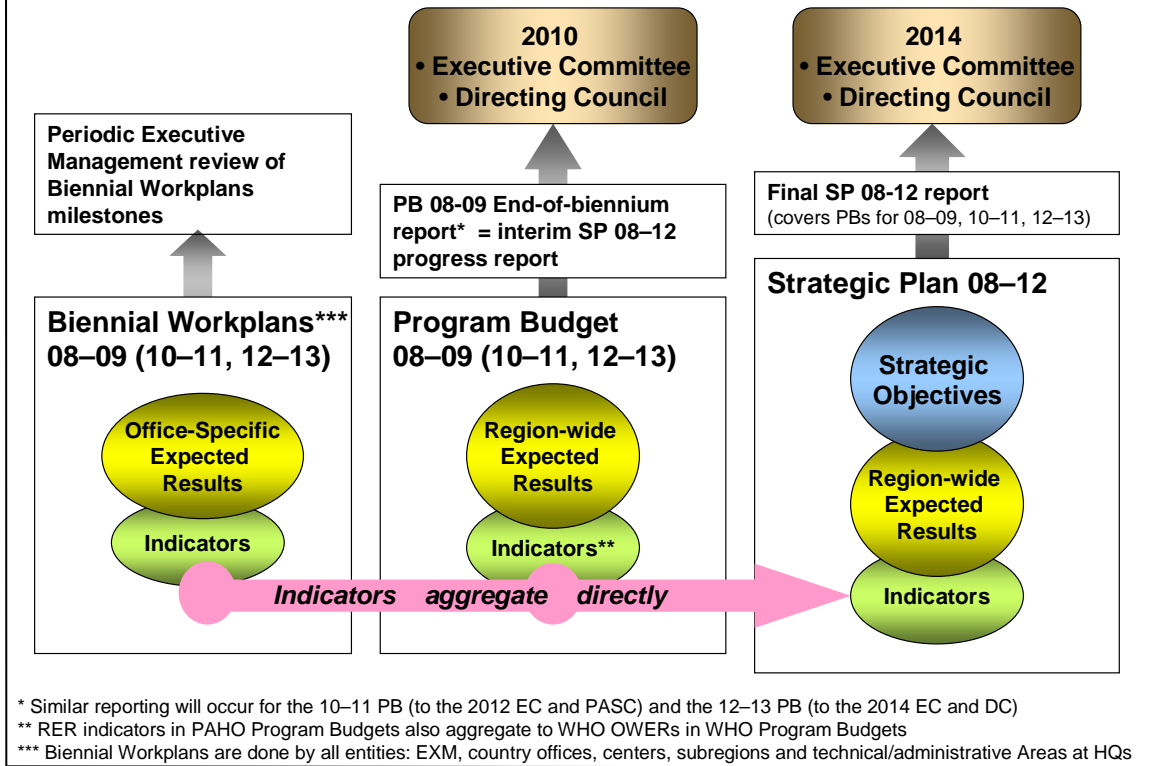 2010
• Executive Committee
• Directing Council
2014
• Executive Committee
• Directing Council
Periodic Executive
Management review of
Biennial Workplans
milestones
PB 08-09 End-of-biennium
report* = interim SP 08–12
progress report
Final SP 08-12 report
(covers PBs for 08–09, 10–11, 12–13)
Biennial Workplans***
08–09 (10–11, 12–13)
Office-Specific
Expected
Results
Indicators
Program Budget
08–09 (10–11, 12–13)
Region-wide
Expected
Results
Indicators**
Strategic Plan 08–12
Strategic
Objectives
Region-wide
Expected
Results
Indicators
Indicators aggregate directly
* Similar reporting will occur for the 10–11 PB (to the 2012 EC and PASC) and the 12–13 PB (to the 2014 EC and DC)
** RER indicators in PAHO Program Budgets also aggregate to WHO OWERs in WHO Program Budgets
*** Biennial Workplans are done by all entities: EXM, country offices, centers, subregions and technical/administrative Areas at HQs